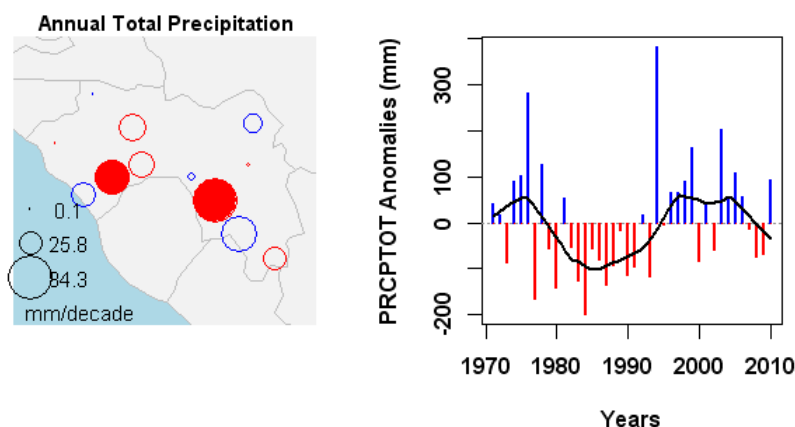 Annual Total Precipitation
0.1
25.8
84.3
mm/decade
PRCPTOT Anomalies (mm)
300
100
0
-200
1970 1980 1990 2000 2010
Years